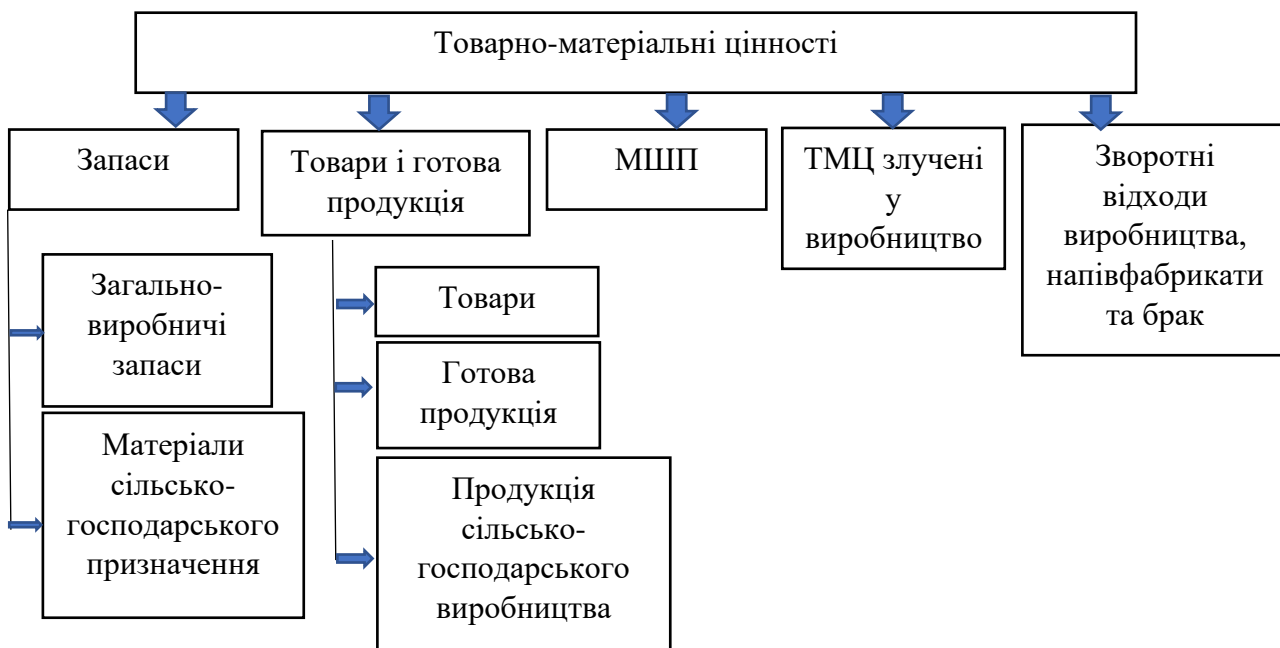 Товарно-матеріальні цінності
Запаси
Товари і готова
продукція
МШП
ТМЦ злучені
у
виробництво
Зворотні
відходи
виробництва,
напівфабрикати
та брак
Загально-
виробничі
запаси
Матеріали
сільсько-
господарського
призначення
Товари
Готова
продукція
Продукція
сільсько-
господарського
виробництва